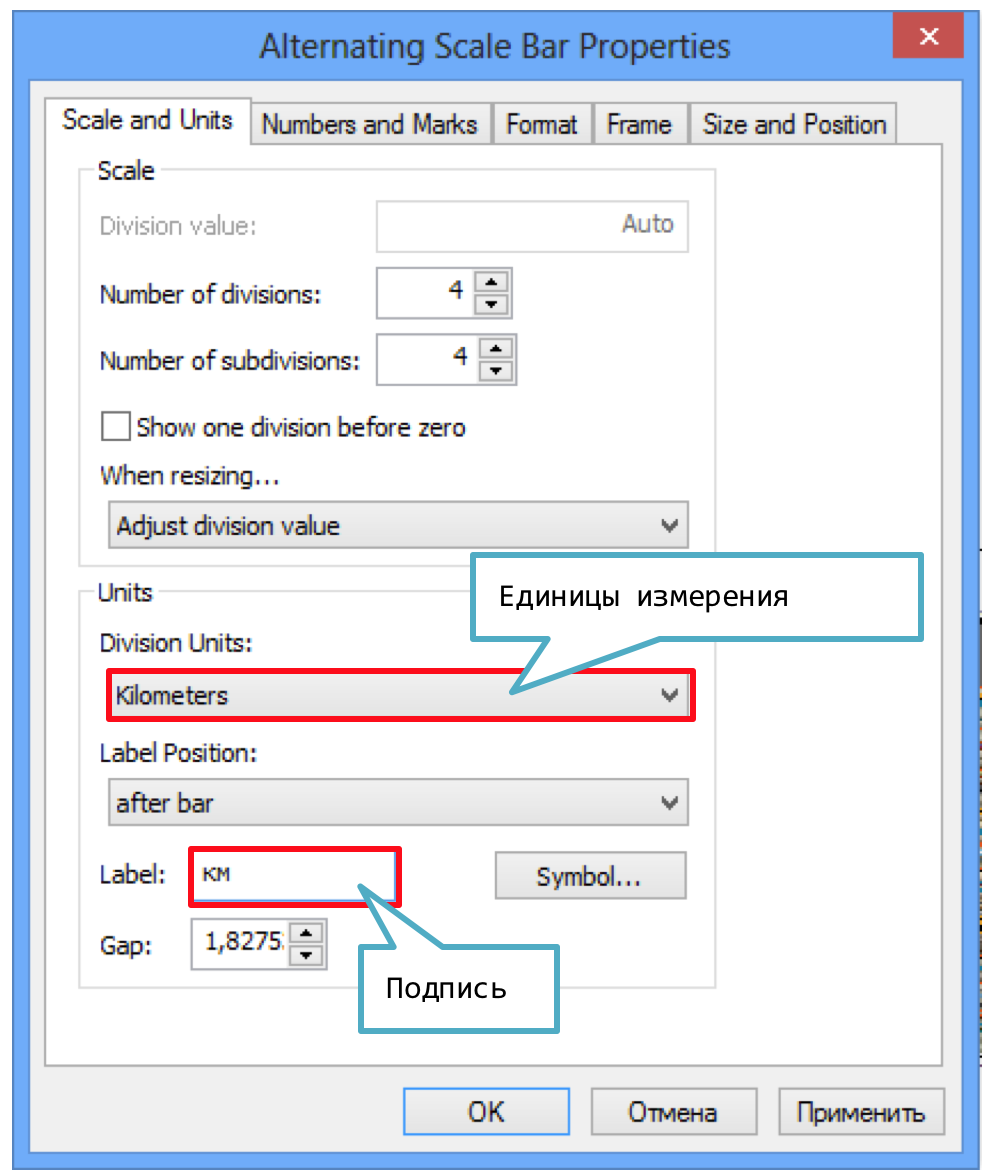 Alternating Scale Bar Properties
Scale and Units
Numbers and Marks
Format
Frame
Size and Position
Scale
Division value:
Auto
Number of divisions:
4
Number of subdivisions:
4
Show one division before zero
When resizing...
Adjust division value
Единицы измерения
Units
Division Units:
Kilometers
Label Position:
after bar
Label:
км
Symbol...
Gap:
1,8275
Подпись
OK
Отмена
Применить